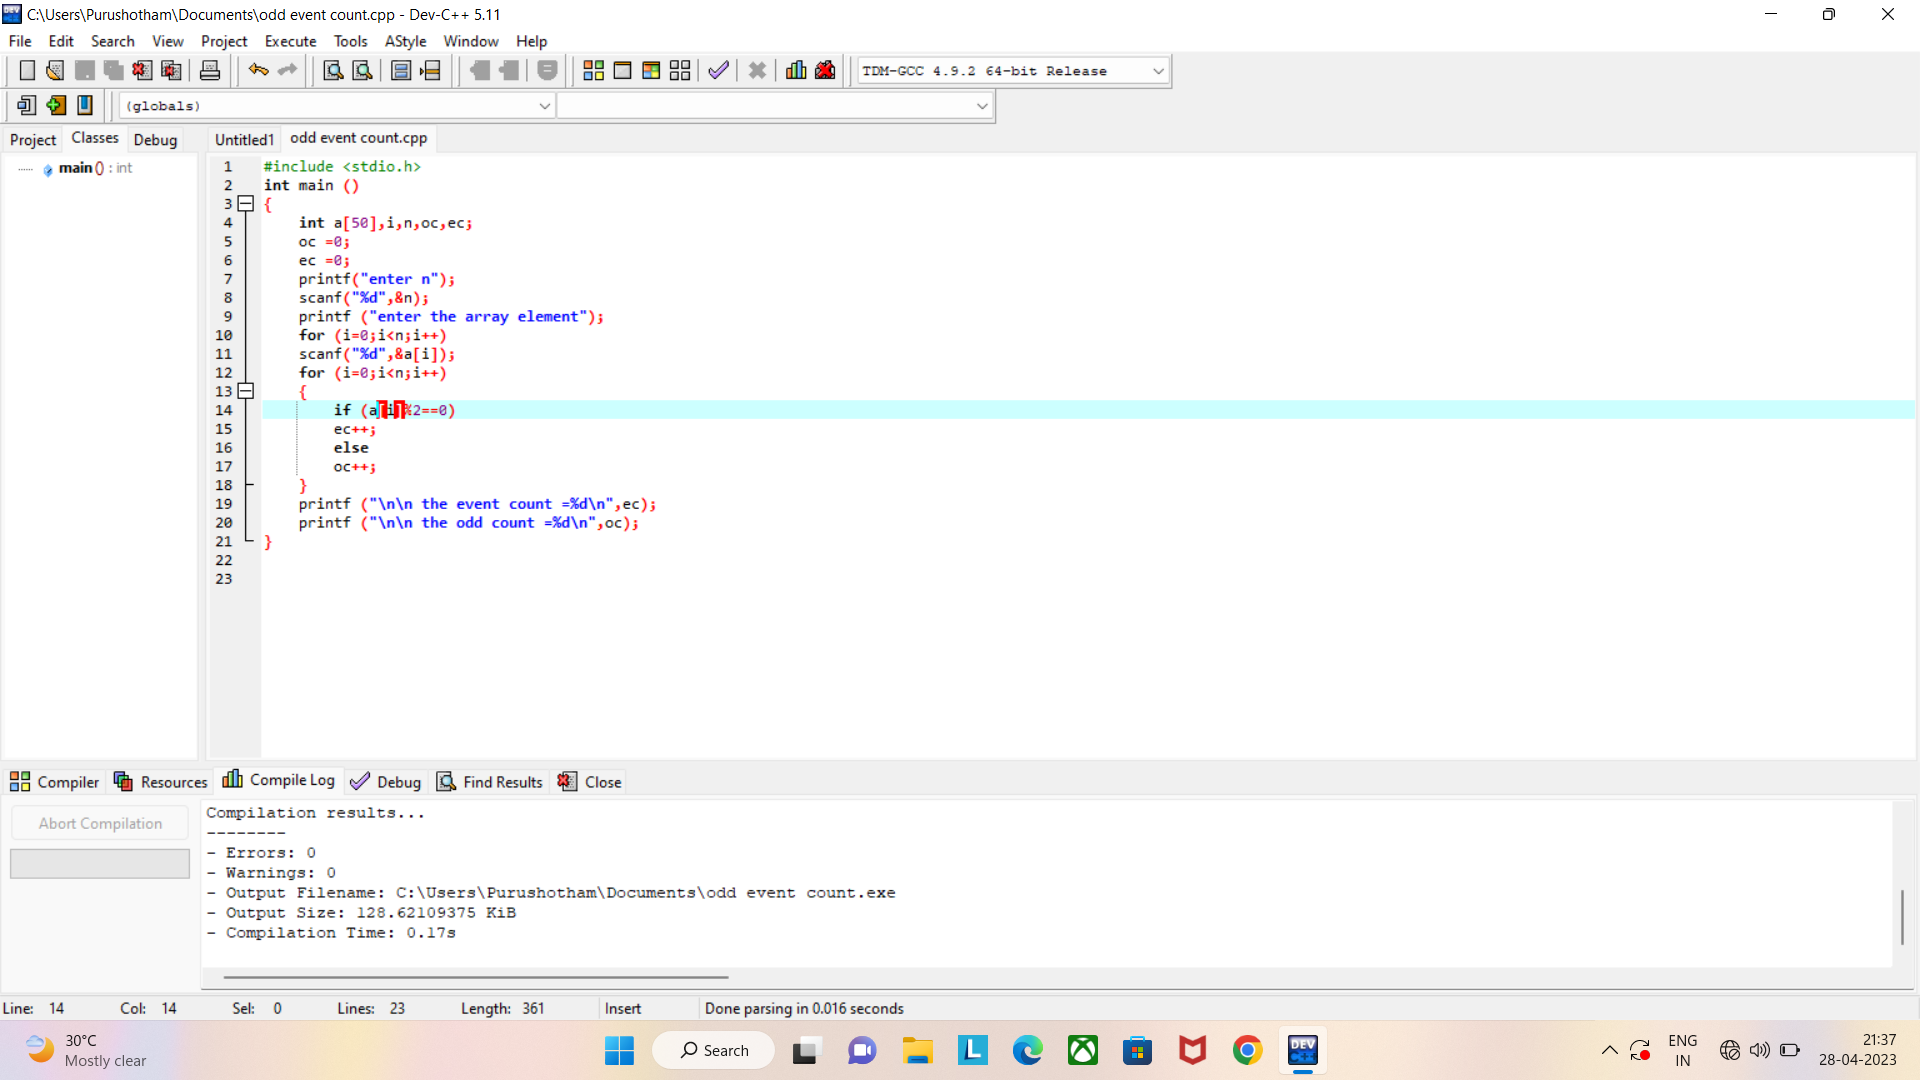 C:\Users\Purushotham\Documents\odd event count.cpp - Dev-C++ 5.11
File Edit Search View Project Execute Tools AStyle Window Help
TDM-GCC 4.9.2 64-bit Release
(globals)
Project Classes Debug Untitled1 odd event count.cpp
main () : int
1 #include <stdio.h>
2 int main ()
3 {
4 int a[50],i,n,oc,ec;
5 oc =0;
6 ec =0;
7 printf("enter n");
8 scanf("%d",&n);
9 printf ("enter the array element");
10 for (i=0;i<n;i++)
11 scanf("%d",&a[i]);
12 for (i=0;i<n;i++)
13 {
14 if (a[i]%2==0)
15 ec++;
16 else
17 oc++;
18 }
19 printf ("\n\n the event count =%d\n",ec);
20 printf ("\n\n the odd count =%d\n",oc);
21 }
22
23
Compiler Resources Compile Log Debug Find Results Close
Abort Compilation
Compilation results...
--------
- Errors: 0
- Warnings: 0
- Output Filename: C:\Users\Purushotham\Documents\odd event count.exe
- Output Size: 128.62109375 KiB
- Compilation Time: 0.17s
Line: 14 Col: 14 Sel: 0 Lines: 23 Length: 361 Insert Done parsing in 0.016 seconds
30°C
Mostly clear
Search
L
DEV
C++
ENG
IN
21:37
28-04-2023